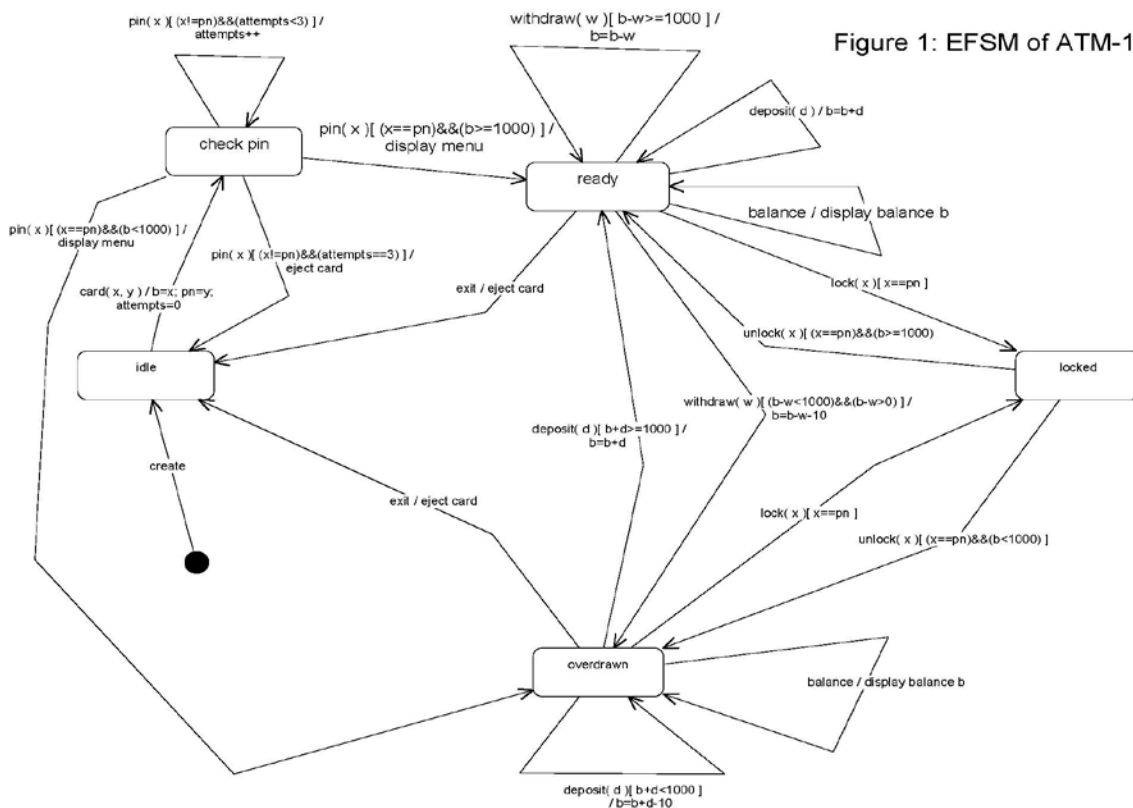 pin( x )[ (x!=pn)&&(attempts<3) ] /
attempts++
withdraw( w )[ b-w>=1000 ] /
b=b-w
Figure 1: EFSM of ATM-1
deposit( d ) / b=b+d
pin( x )[ (x==pn)&&(b>=1000) ] /
display menu
check pin
ready
balance / display balance b
pin( x )[ (x==pn)&&(b<1000) ] /
display menu
pin( x )[ (x!=pn)&&(attempts==3) ] /
eject card
card( x, y ) / b=x; pn=y;
attempts=0
exit / eject card
lock( x )[ x==pn ]
unlock( x )[ (x==pn)&&(b>=1000)
idle
locked
withdraw( w )[ (b-w<1000)&&(b-w>0) ] /
b=b-w-10
deposit( d )[ b+d>=1000 ] /
b=b+d
create
exit / eject card
lock( x )[ x==pn ]
unlock( x )[ (x==pn)&&(b<1000) ]
overdrawn
balance / display balance b
deposit( d )[ b+d<1000 ]
/ b=b+d-10